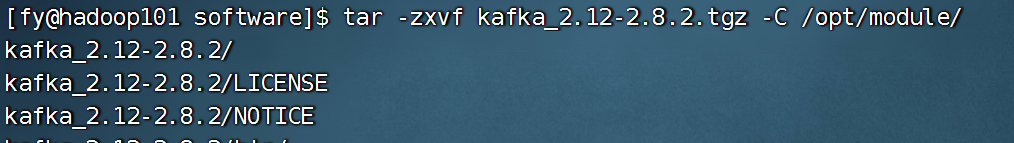 [fy@hadoop101 software]$ tar -zxvf kafka_2.12-2.8.2.tgz -C /opt/module/
kafka_2.12-2.8.2/
kafka_2.12-2.8.2/LICENSE
kafka_2.12-2.8.2/NOTICE